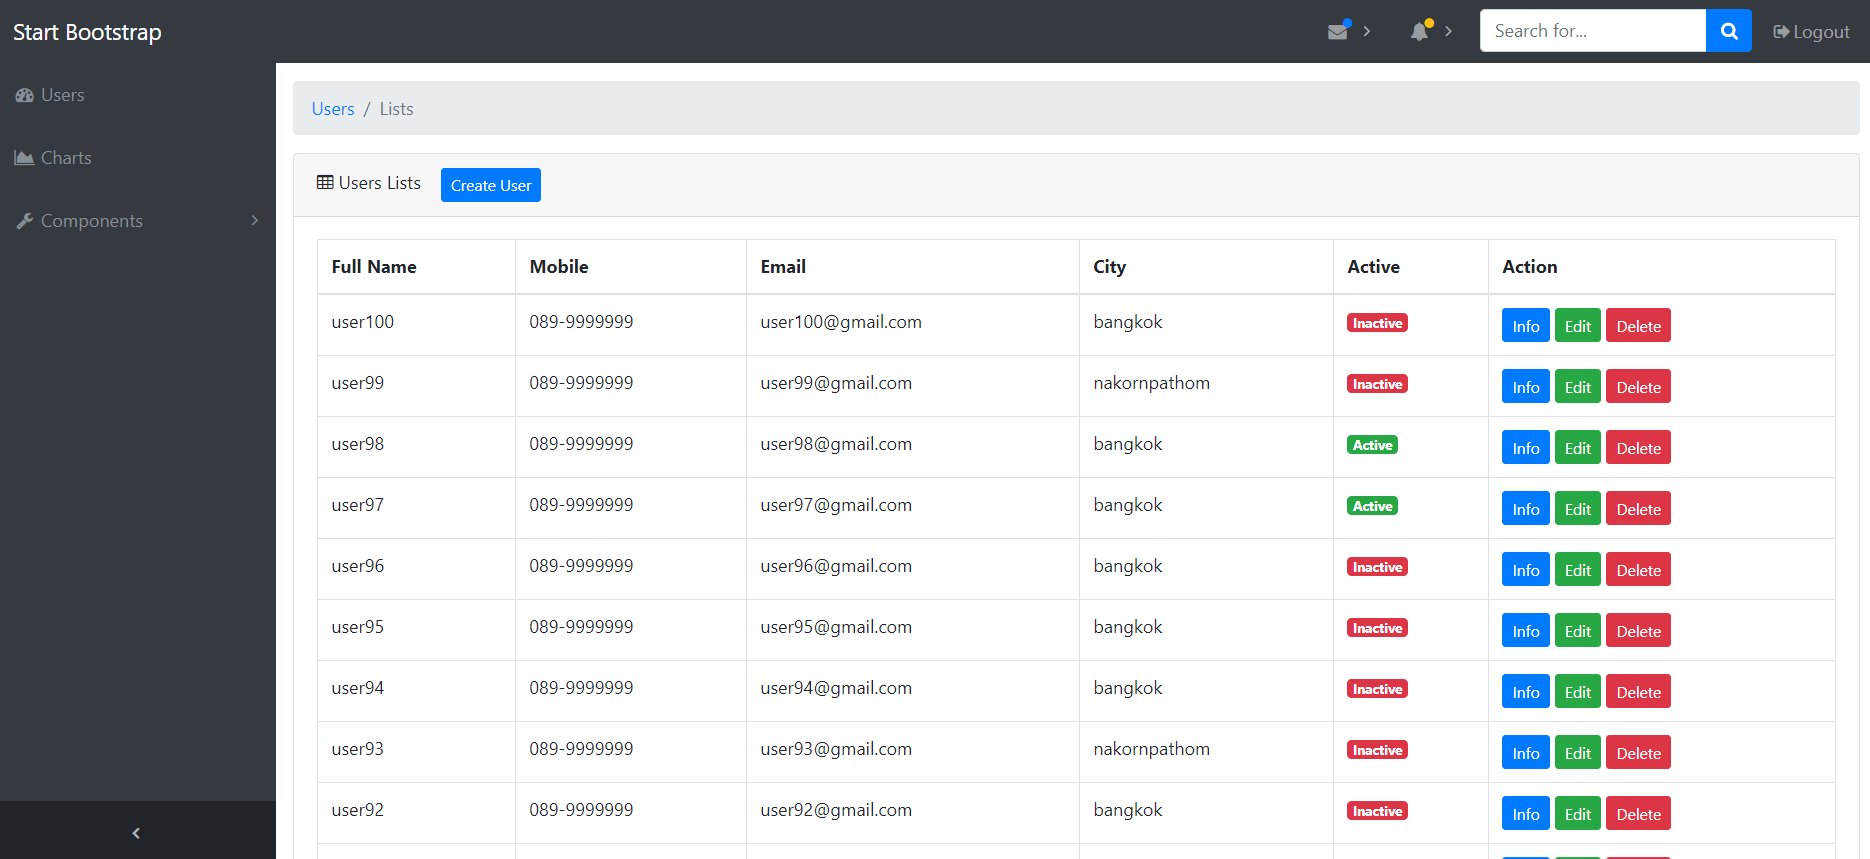 Start Bootstrap
Search for...
Logout
Users
Charts
Components
Users / Lists
Users Lists Create User
Full Name Mobile Email City Active Action
user100 089-9999999 user100@gmail.com bangkok Inactive Info Edit Delete
user99 089-9999999 user99@gmail.com nakornpathom Inactive Info Edit Delete
user98 089-9999999 user98@gmail.com bangkok Active Info Edit Delete
user97 089-9999999 user97@gmail.com bangkok Active Info Edit Delete
user96 089-9999999 user96@gmail.com bangkok Inactive Info Edit Delete
user95 089-9999999 user95@gmail.com bangkok Inactive Info Edit Delete
user94 089-9999999 user94@gmail.com bangkok Inactive Info Edit Delete
user93 089-9999999 user93@gmail.com nakornpathom Inactive Info Edit Delete
user92 089-9999999 user92@gmail.com bangkok Inactive Info Edit Delete